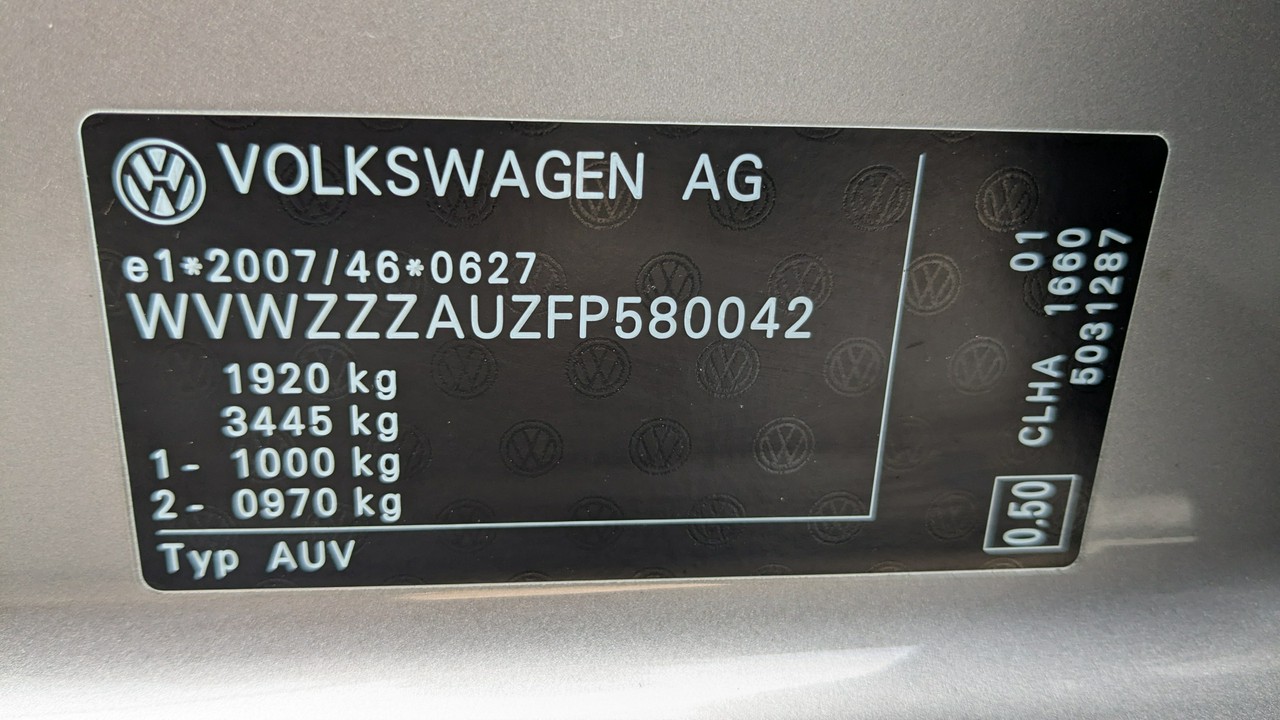 VOLKSWAGEN AG
e1*2007/46*0627
WVWZZZAUZFP580042
1920 kg
3445 kg
1- 1000 kg
2- 0970 kg
Typ AUV
CLHA 01
1660
5031287
0,50